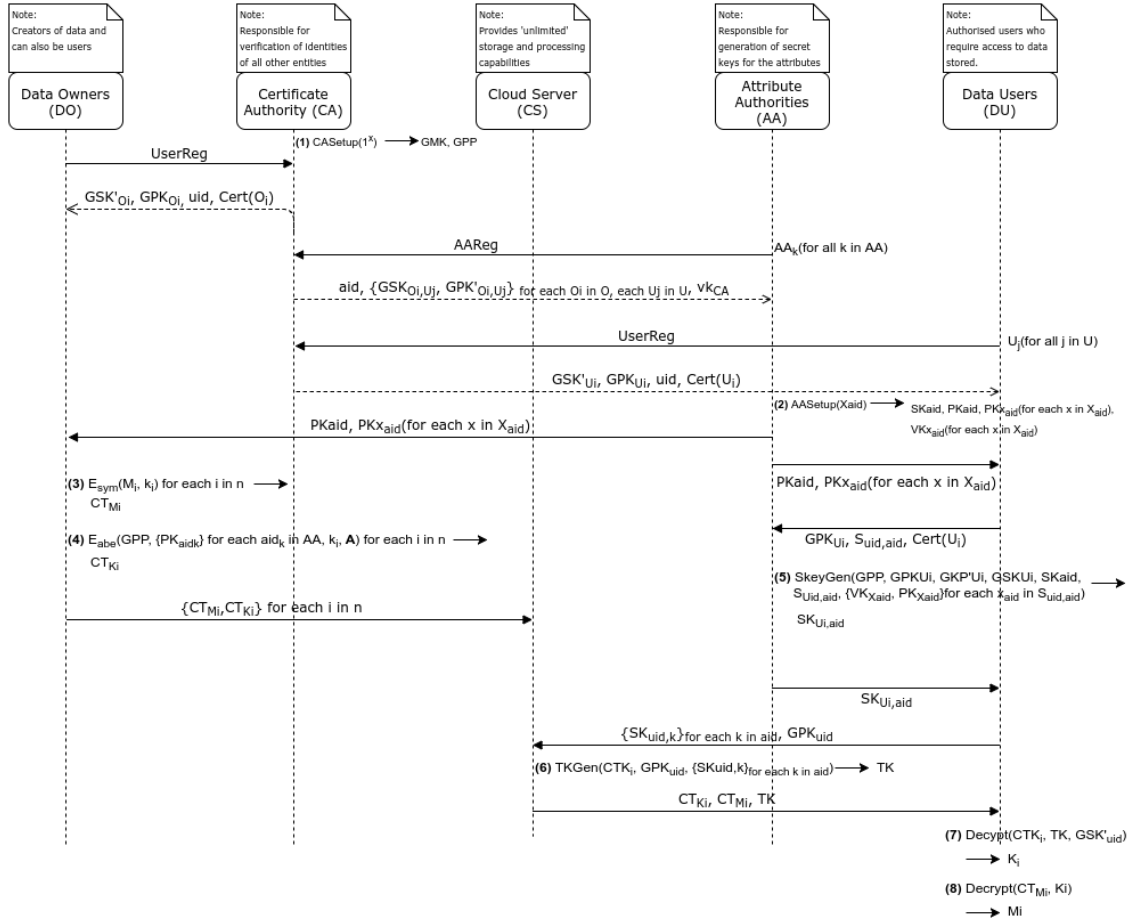 Note:
Creators of data and
can also be users
Note:
Responsible for
verification of identities
of all other entities
Note:
Provides 'unlimited'
storage and processing
capabilities
Note:
Responsible for
generation of secret
keys for the attributes
Note:
Authorised users who
require access to data
stored.
Data Owners
(DO)
Certificate
Authority (CA)
Cloud Server
(CS)
Attribute
Authorities
(AA)
Data Users
(DU)
(1) CASetup(1^x) → GMK, GPP
UserReg
GSK'Oi, GPKOi, uid, Cert(Oi)
AAReg
AAk(for all k in AA)
aid, {GSKOi,Uj, GPK'Oi,Uj} for each Oi in O, each Uj in U, vkCA
UserReg
Uj(for all j in U)
GSK'Ui, GPKUi, uid, Cert(Ui)
(2) AASetup(Xaid) → SKaid, PKaid, PKxaid(for each x in Xaid),
VKxaid(for each x in Xaid)
PKaid, PKxaid(for each x in Xaid)
PKaid, PKxaid(for each x in Xaid)
(3) Esym(Mi, ki) for each i in n →
CTMi
GPKUi, Suid,aid, Cert(Ui)
(4) Eabe(GPP, {PKaidk} for each aidk in AA, ki, A) for each i in n →
CTKi
(5) SkeyGen(GPP, GPKUi, GKP'Ui, GSKUi, SKaid, →
SUid,aid, {VKXaid, PKXaid}for each xaid in Suid,aid)
SKUi,aid
{CTMi,CTKi} for each i in n
SKUi,aid
{SKuid,k}for each k in aid, GPKuid
(6) TKGen(CTKi, GPKuid, {SKuid,k}for each k in aid) → TK
CTKi, CTMi, TK
(7) Decypt(CTKi, TK, GSK'uid)
→ Ki
(8) Decrypt(CTMi, Ki)
→ Mi